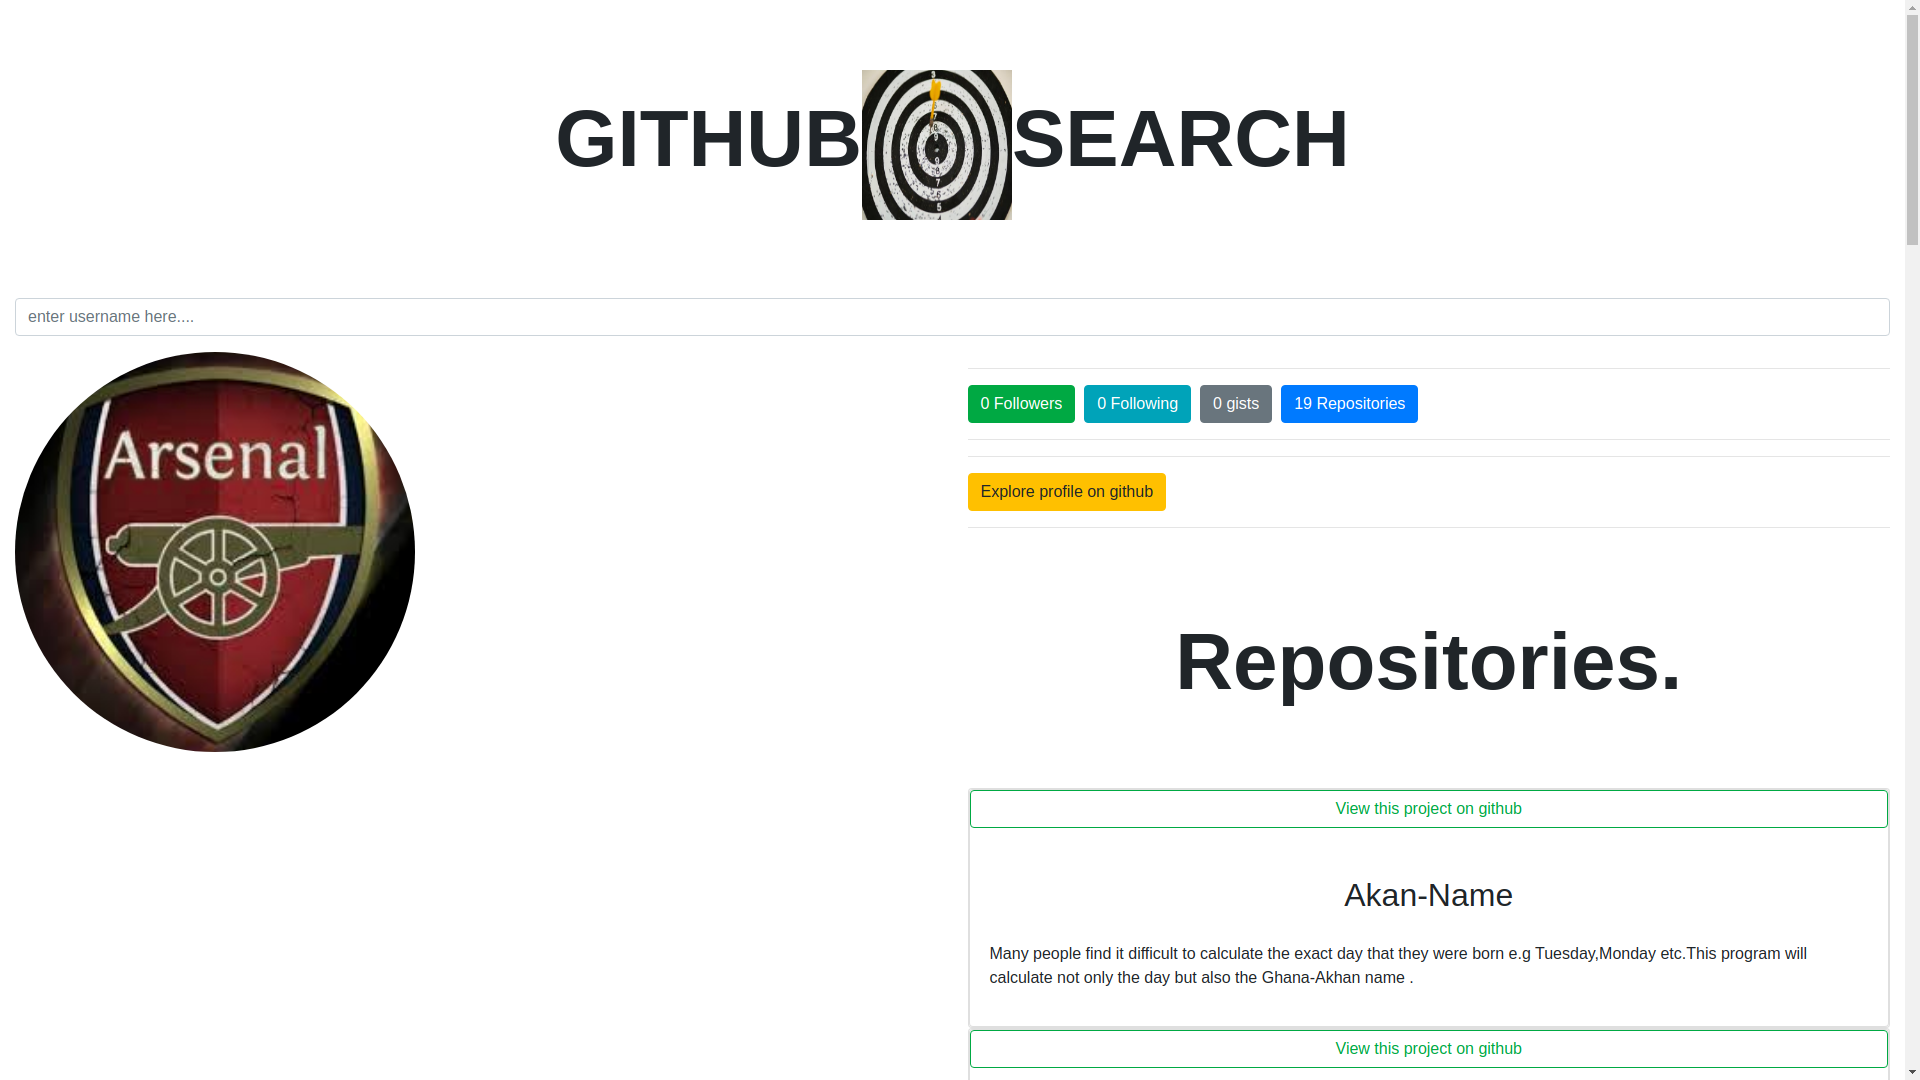 GITHUB SEARCH
enter username here....
Arsenal
0 Followers 0 Following 0 gists 19 Repositories
Explore profile on github
Repositories.
View this project on github
Akan-Name
Many people find it difficult to calculate the exact day that they were born e.g Tuesday,Monday etc.This program will
calculate not only the day but also the Ghana-Akhan name .
View this project on github